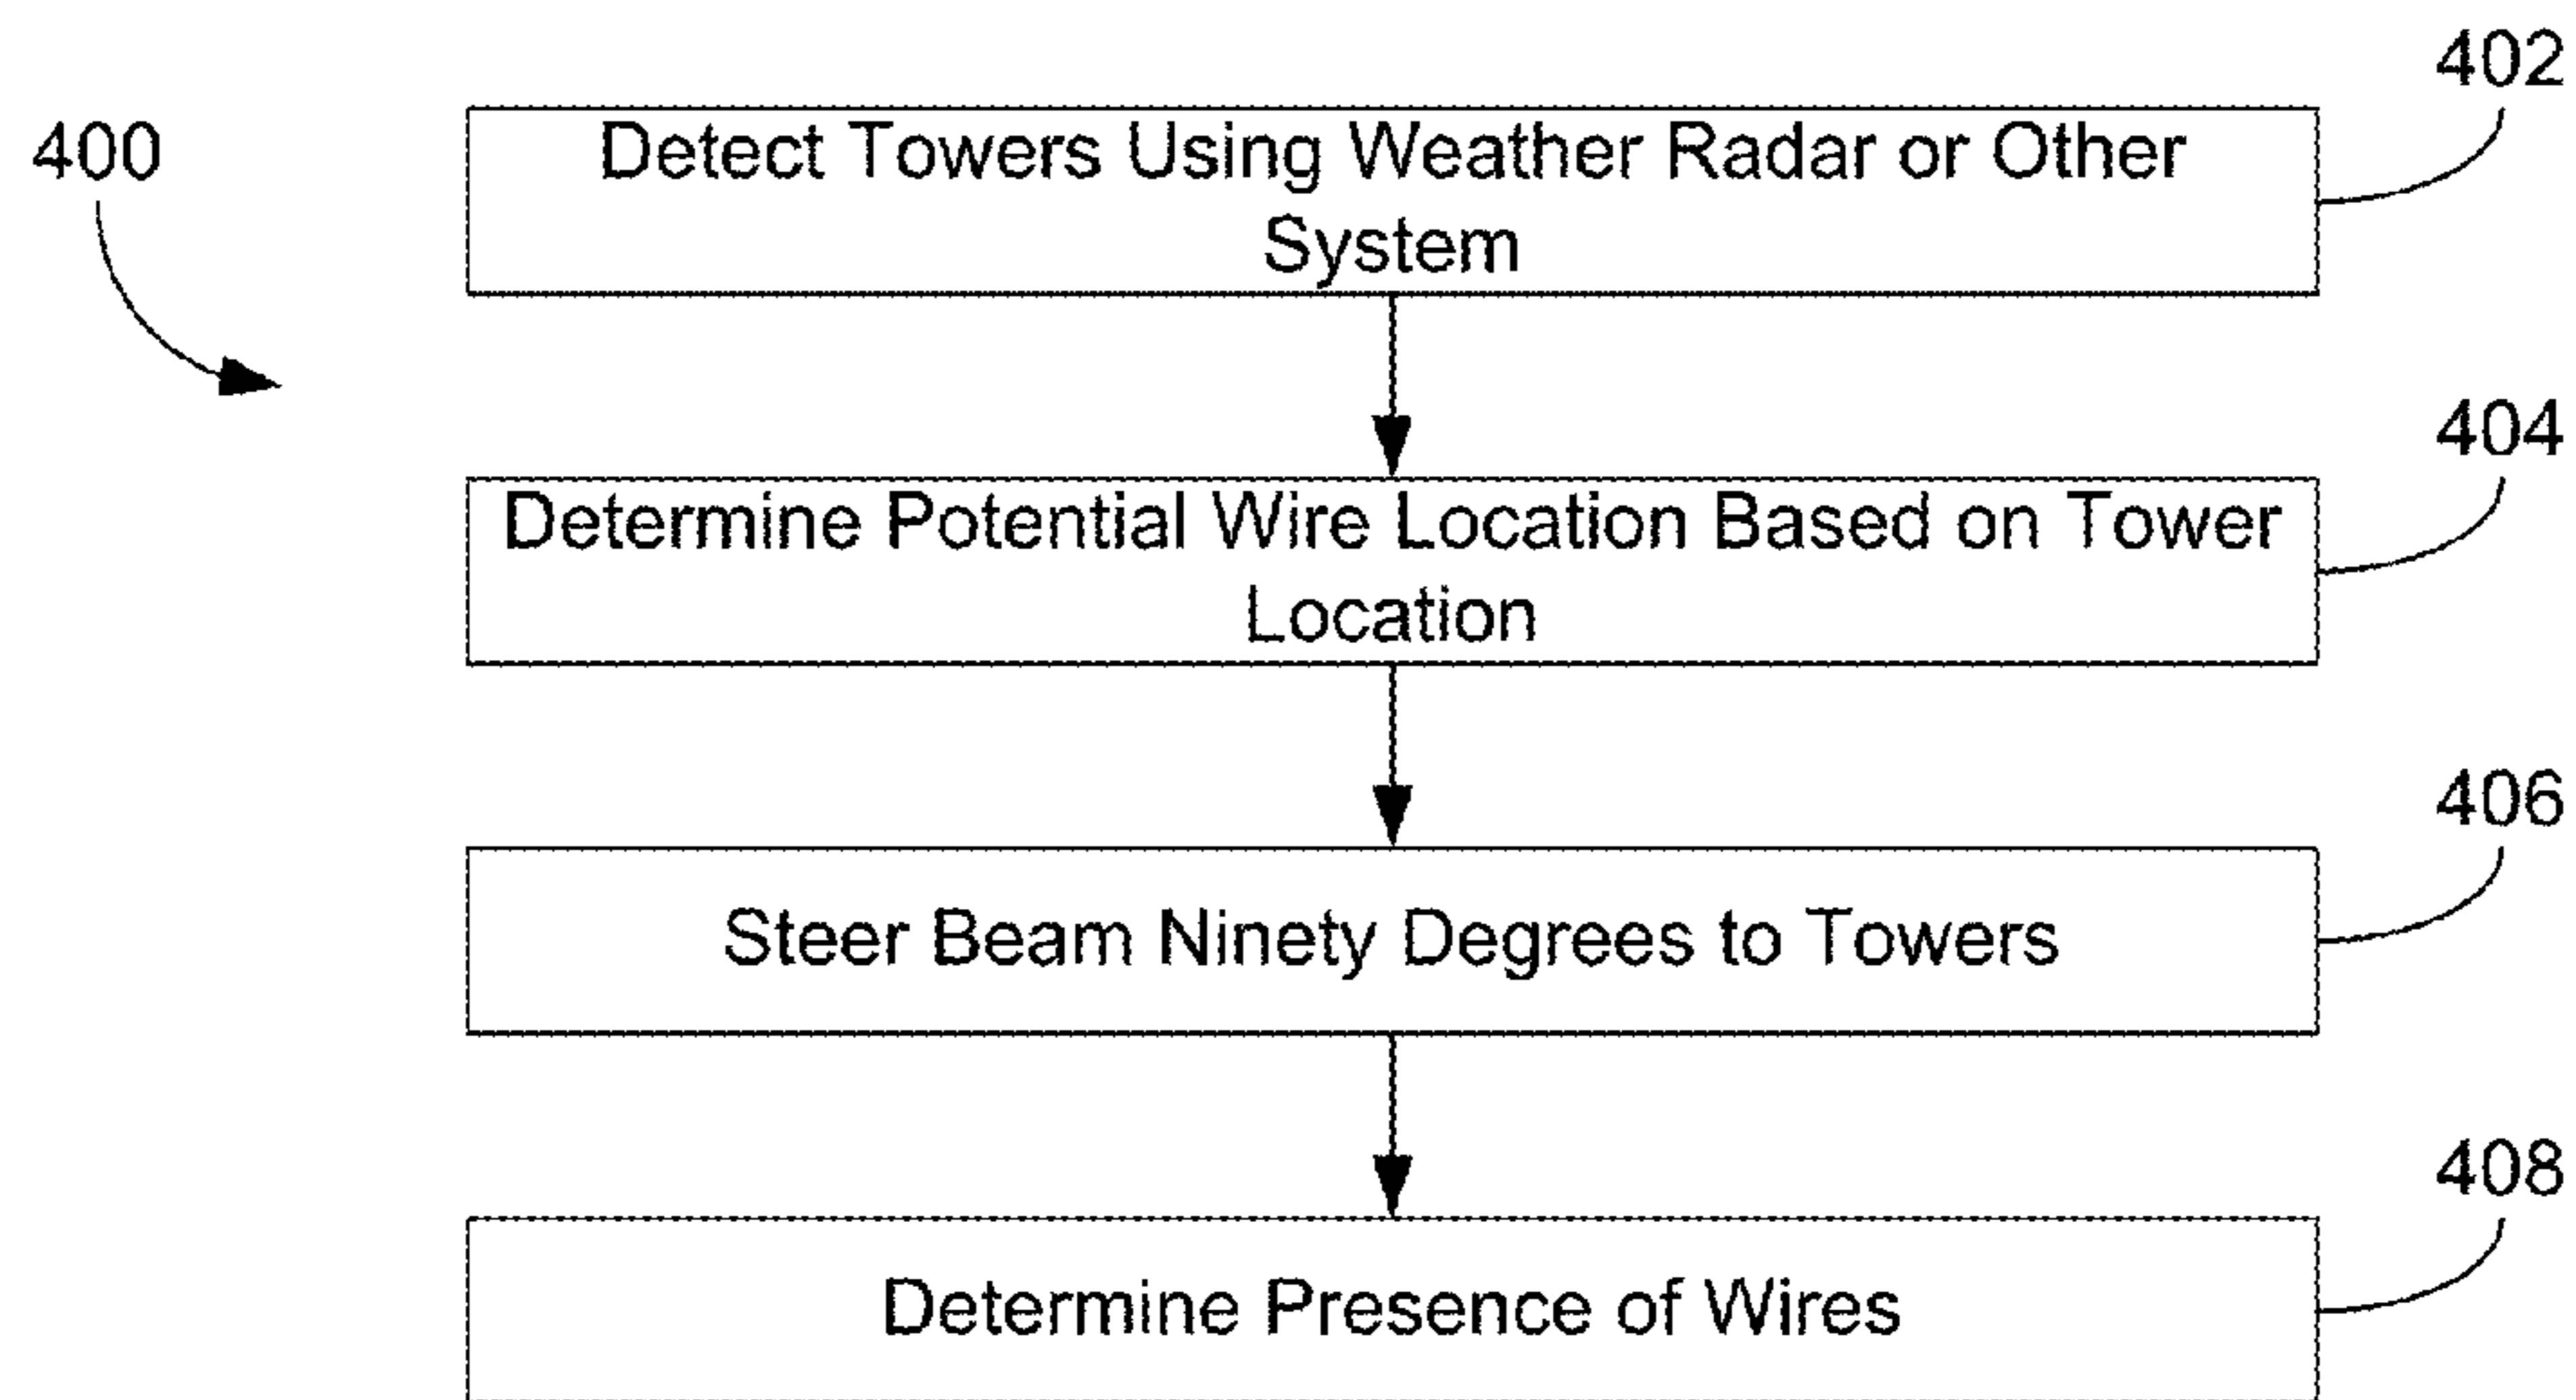 402
400
Detect Towers Using Weather Radar or Other
System
404
Determine Potential Wire Location Based on Tower
Location
406
Steer Beam Ninety Degrees to Towers
408
Determine Presence of Wires